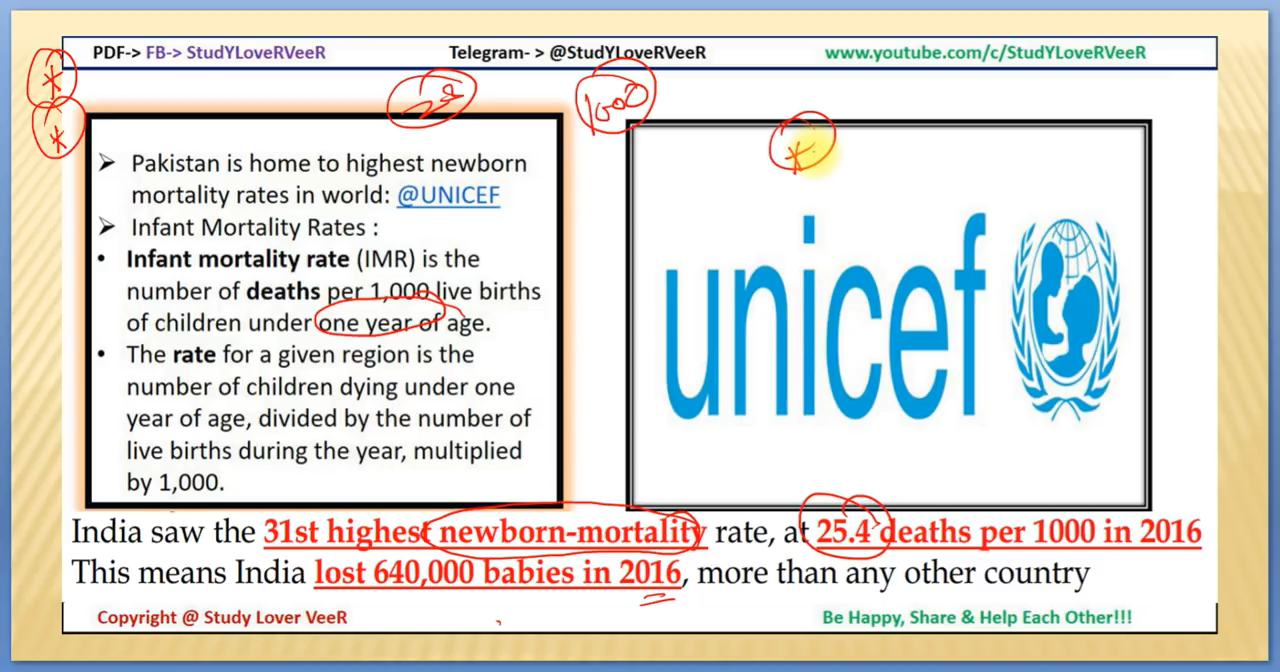 PDF-> FB-> StudYLoveRVeeR Telegram- > @StudYLoveRVeeR www.youtube.com/c/StudYLoveRVeeR
1000
➢ Pakistan is home to highest newborn
mortality rates in world: @UNICEF
➢ Infant Mortality Rates :
• Infant mortality rate (IMR) is the
number of deaths per 1,000 live births
of children under one year of age.
• The rate for a given region is the
number of children dying under one
year of age, divided by the number of
live births during the year, multiplied
by 1,000.
unicef
India saw the 31st highest newborn-mortality rate, at 25.4 deaths per 1000 in 2016
This means India lost 640,000 babies in 2016, more than any other country
Copyright @ Study Lover VeeR Be Happy, Share & Help Each Other!!!